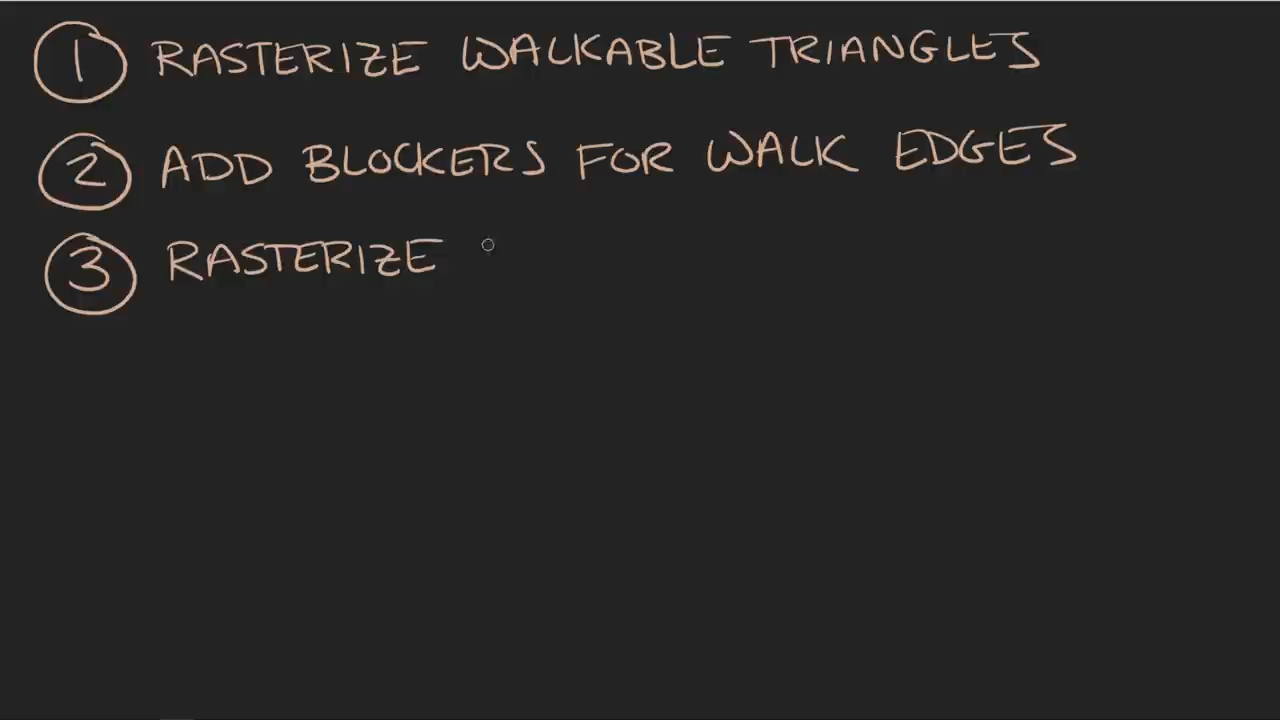 1 RASTERIZE WALKABLE TRIANGLES
2 ADD BLOCKERS FOR WALK EDGES
3 RASTERIZE